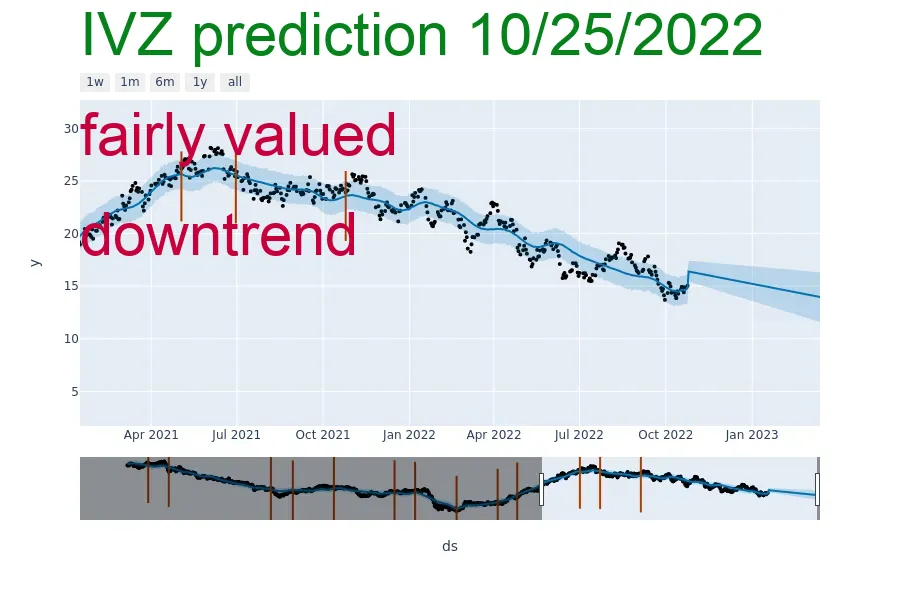 IVZ prediction 10/25/2022
1w 1m 6m 1y all
fairly valued
downtrend
30
25
20
15
10
5
y
Apr 2021 Jul 2021 Oct 2021 Jan 2022 Apr 2022 Jul 2022 Oct 2022 Jan 2023
ds